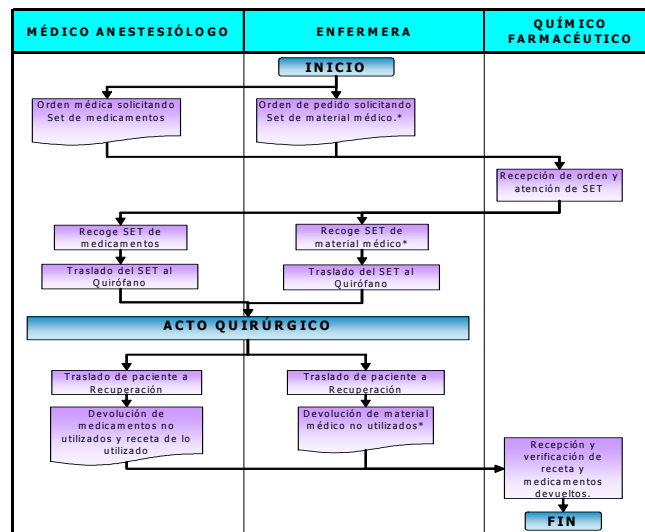 MÉDICO ANESTESIÓLOGO
ENFERMERA
QUÍMICO
FARMACÉUTICO
INICIO
Orden médica solicitando
Set de medicamentos
Orden de pedido solicitando
Set de material médico.*
Recepción de orden y
atención de SET
Recoge SET de
medicamentos
Recoge SET de
material médico*
Traslado del SET al
Quirófano
Traslado del SET al
Quirófano
ACTO QUIRÚRGICO
Traslado de paciente a
Recuperación
Traslado de paciente a
Recuperación
Devolución de
medicamentos no
utilizados y receta de lo
utilizado
Devolución de material
médico no utilizados*
Recepción y
verificación de
receta y
medicamentos
devueltos.
FIN